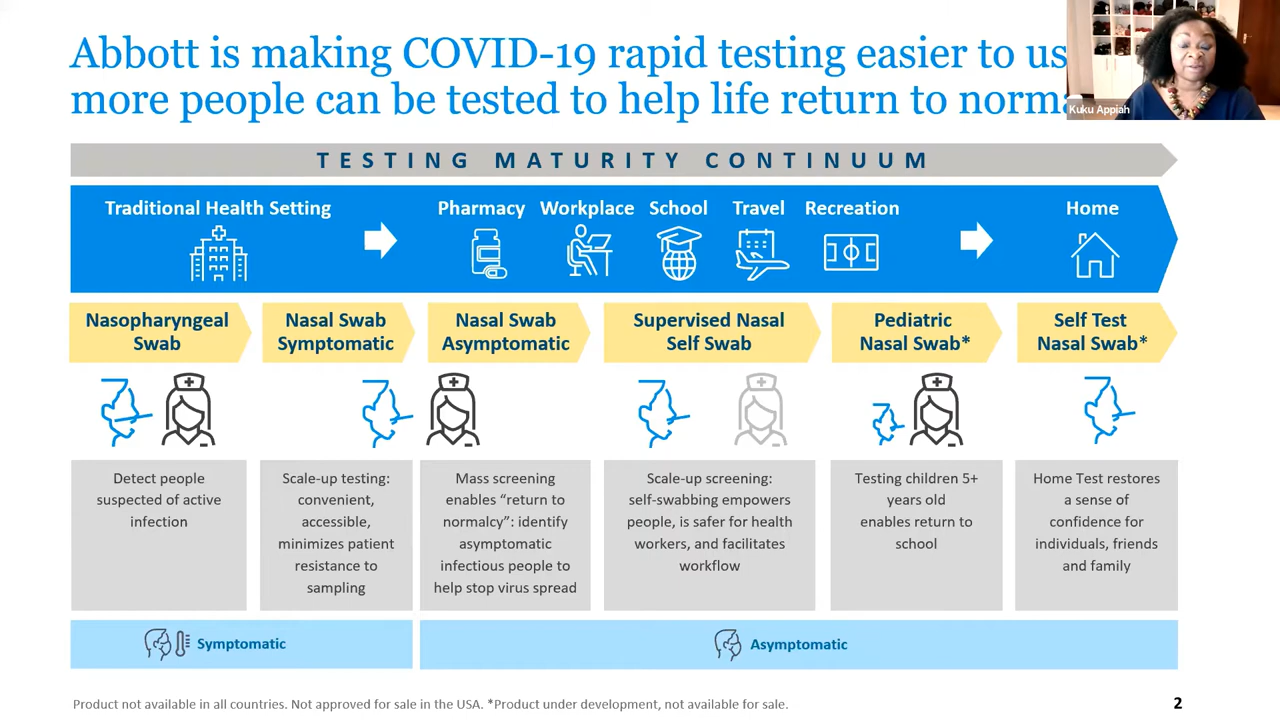 Abbott is making COVID-19 rapid testing easier to us
more people can be tested to help life return to norma
Kuku Appiah
TESTING MATURITY CONTINUUM
Traditional Health Setting
Pharmacy
Workplace
School
Travel
Recreation
Home
Nasopharyngeal
Swab
Nasal Swab
Symptomatic
Nasal Swab
Asymptomatic
Supervised Nasal
Self Swab
Pediatric
Nasal Swab*
Self Test
Nasal Swab*
Detect people
suspected of active
infection
Scale-up testing:
convenient,
accessible,
minimizes patient
resistance to
sampling
Mass screening
enables “return to
normalcy”: identify
asymptomatic
infectious people to
help stop virus spread
Scale-up screening:
self-swabbing empowers
people, is safer for health
workers, and facilitates
workflow
Testing children 5+
years old
enables return to
school
Home Test restores
a sense of
confidence for
individuals, friends
and family
Symptomatic
Asymptomatic
Product not available in all countries. Not approved for sale in the USA. *Product under development, not available for sale.
2